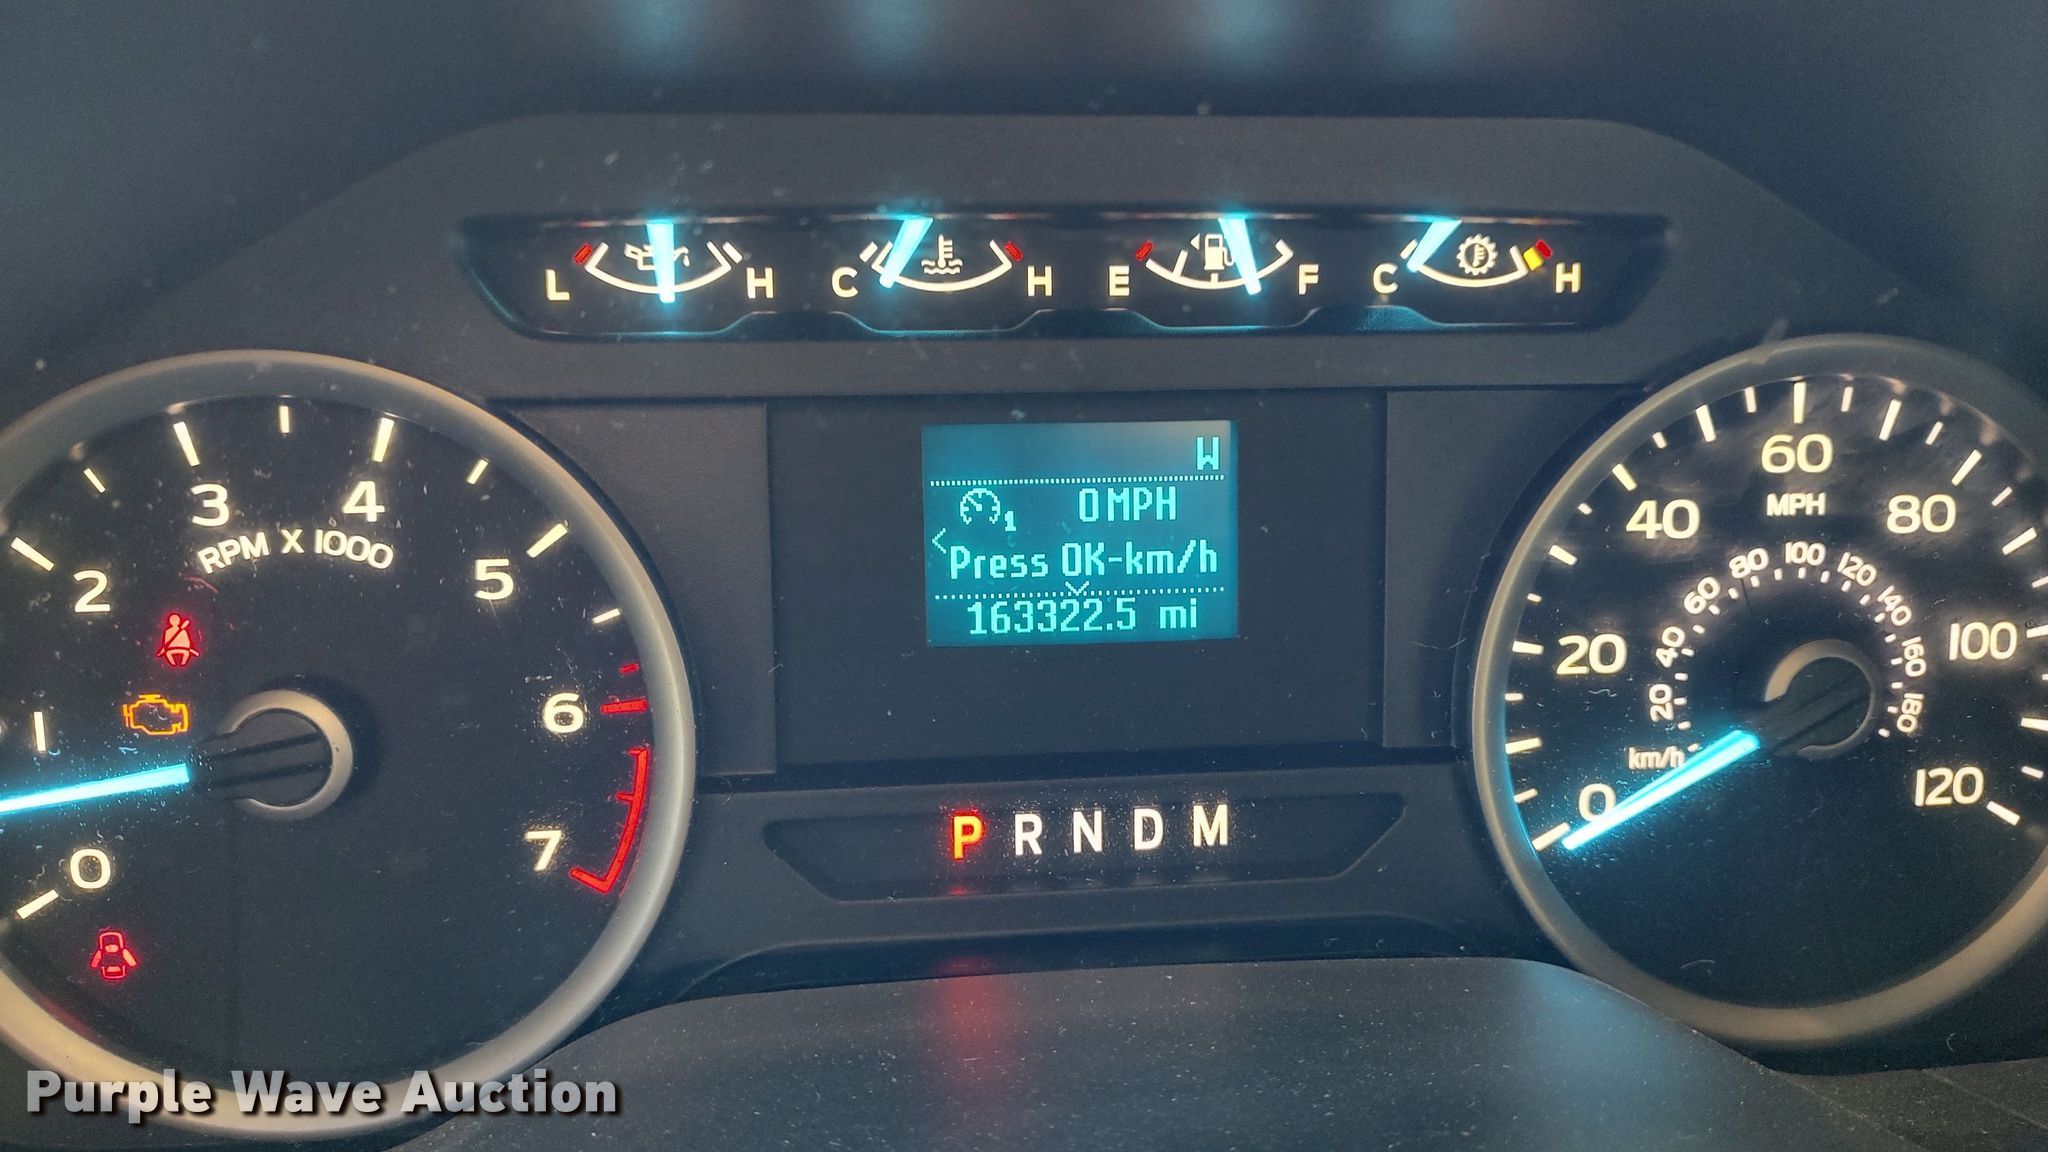 L H C H E F C H
0 1 2 3 4 5 6 7
RPM X 1000
W
1 0 MPH
Press OK-km/h
163322.5 mi
P R N D M
0 20 40 60 80 100 120
MPH
20 40 60 80 100 120 140 160 180
km/h
Purple Wave Auction